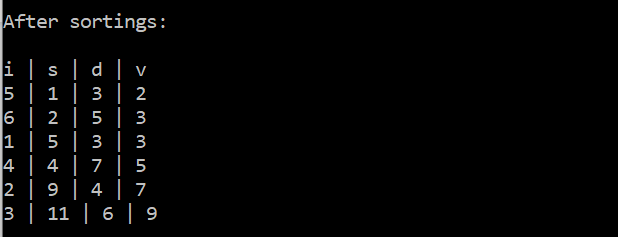 After sortings:
i | s | d | v
5 | 1 | 3 | 2
6 | 2 | 5 | 3
1 | 5 | 3 | 3
4 | 4 | 7 | 5
2 | 9 | 4 | 7
3 | 11 | 6 | 9